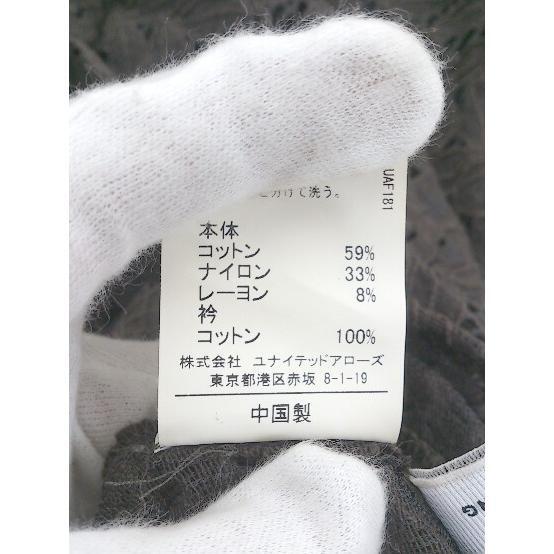 分けて洗う。
UAF181
本体
コットン 59%
ナイロン 33%
レーヨン 8%
衿
コットン 100%
株式会社 ユナイテッドアローズ
東京都港区赤坂 8-1-19
中国製
NG